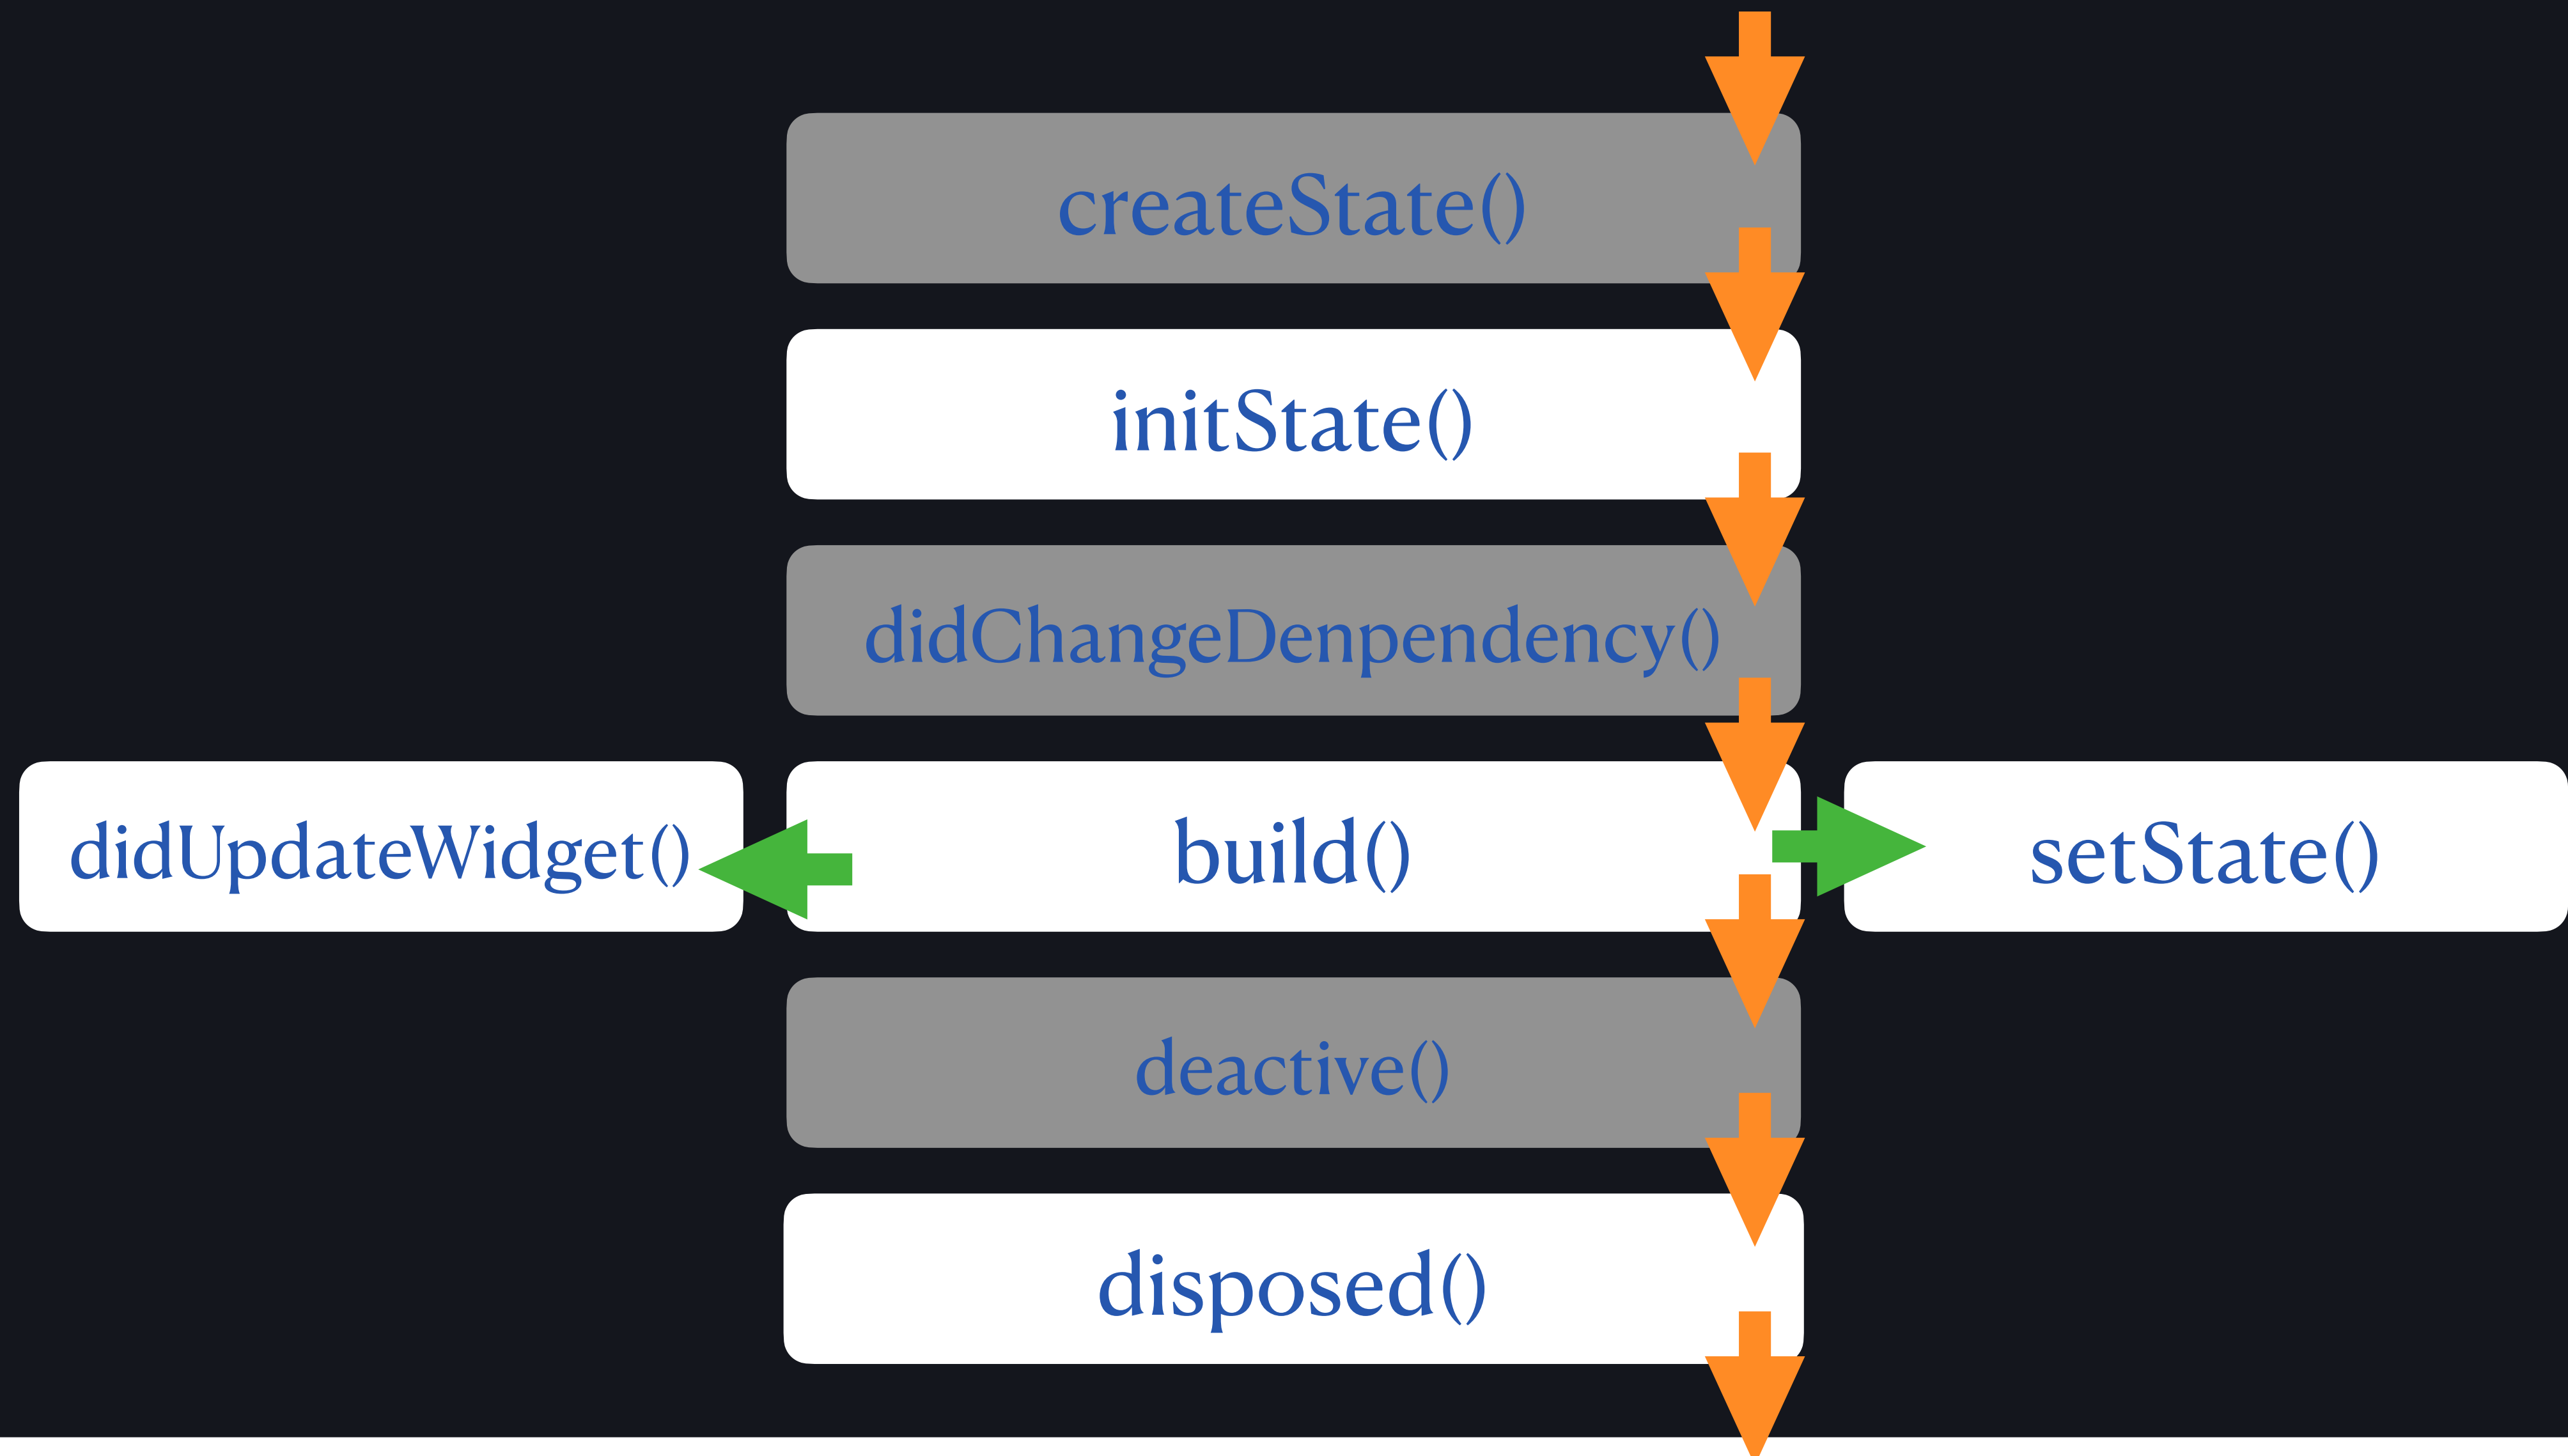 createState()
initState()
didChangeDenpendency()
didUpdateWidget()
build()
setState()
deactive()
disposed()